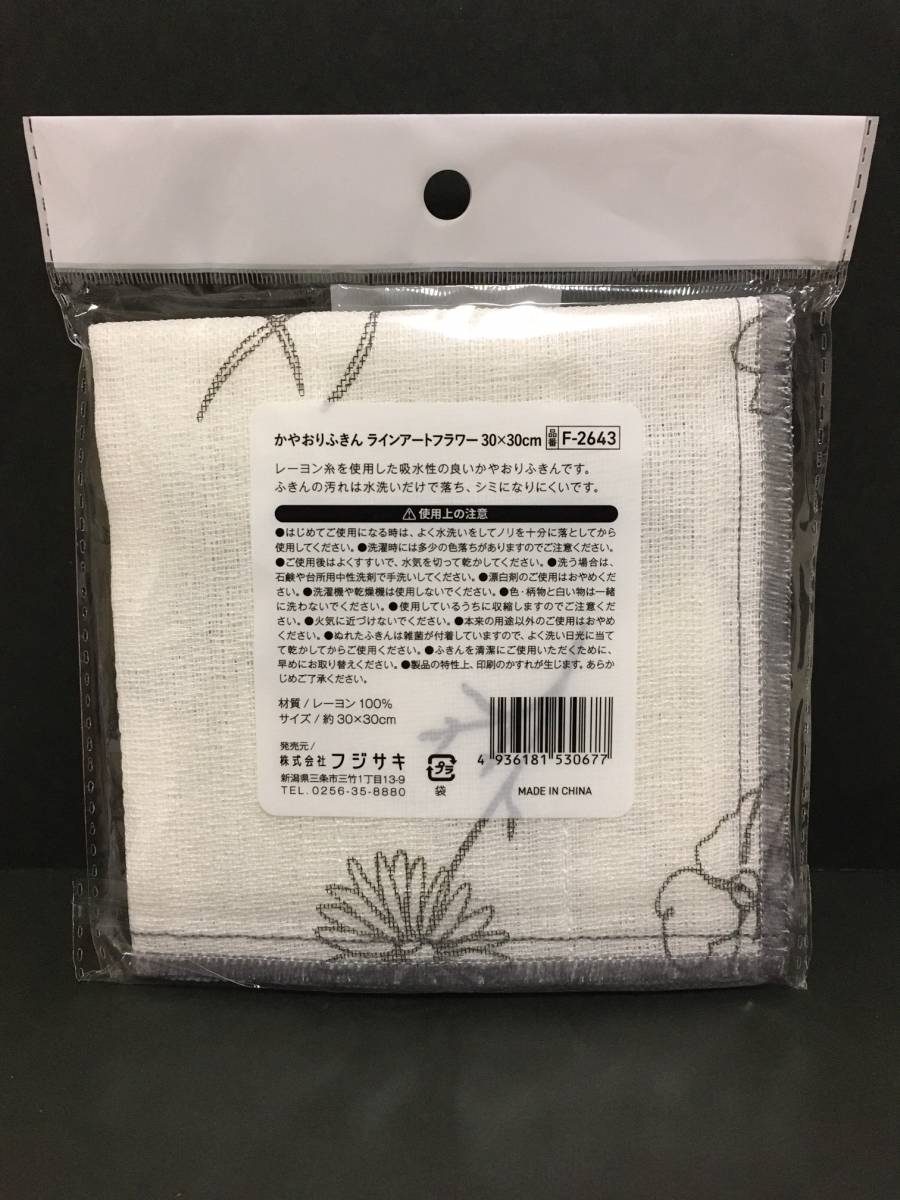 かやおりふきん ラインアートフラワー 30×30cm 品番 F-2643
レーヨン糸を使用した吸水性の良いかやおりふきんです。
ふきんの汚れは水洗いだけで落ち、シミになりにくいです。
⚠使用上の注意
●はじめてご使用になる時は、よく水洗いをしてノリを十分に落としてから
使用してください。●洗濯時には多少の色落ちがありますのでご注意ください。
●ご使用後はよくすすいで、水気を切って乾かしてください。●洗う場合は、
石鹸や台所用中性洗剤で手洗いしてください。●漂白剤のご使用はおやめくだ
さい。●洗濯機や乾燥機は使用しないでください。●色・柄物と白い物は一緒
に洗わないでください。●使用しているうちに収縮しますのでご注意くださ
い。●火気に近づけないでください。●本来の用途以外のご使用はおやめ
ください。●ぬれたふきんは雑菌が付着していますので、よく洗い日光に当て
て乾かしてからご使用ください。●ふきんを清潔にご使用いただくために、
早めにお取り替えください。●製品の特性上、印刷のかすれが生じます。あらか
じめご了承ください。
材質/レーヨン100%
サイズ/約30×30cm
発売元/
株式会社フジサキ
新潟県三条市三竹1丁目13-9
TEL.0256-35-8880
プラ
袋
4 936181 530677
MADE IN CHINA